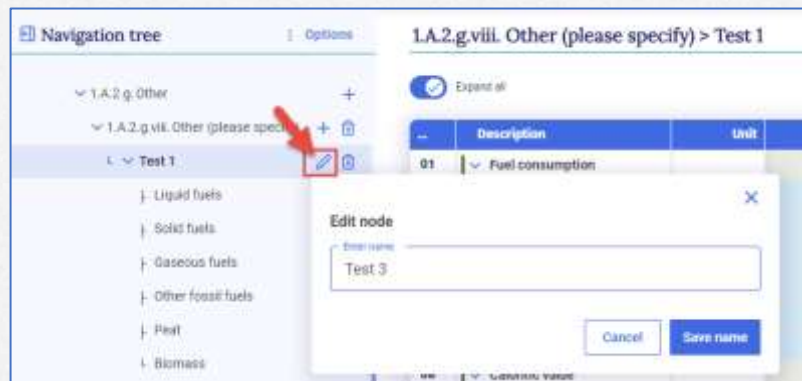 Navigation tree
Options
1.A.2 g. Other
1.A.2.g.viii. Other (please speci
Test 1
Liquid fuels
Solid fuels
Gaseous fuels
Other fossil fuels
Peat
Biomass
1.A.2.g.viii. Other (please specify) > Test 1
Expand all
... Description Unit
01 Fuel consumption
Edit node
Enter name
Test 3
Cancel Save name
Calorific value